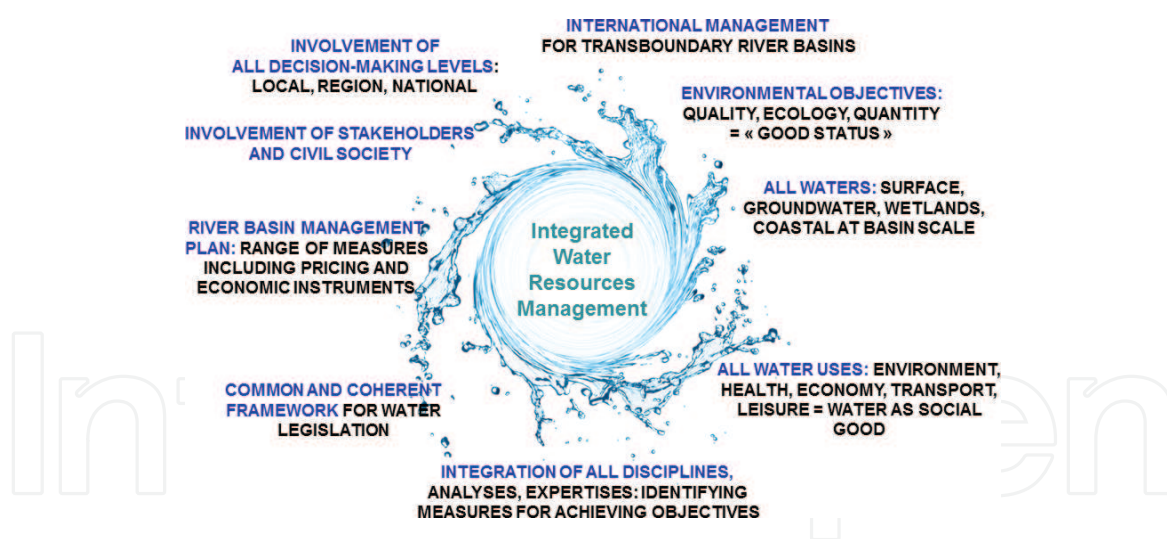 INTERNATIONAL MANAGEMENT
FOR TRANSBOUNDARY RIVER BASINS
INVOLVEMENT OF
ALL DECISION-MAKING LEVELS:
LOCAL, REGION, NATIONAL
ENVIRONMENTAL OBJECTIVES:
QUALITY, ECOLOGY, QUANTITY
= « GOOD STATUS »
INVOLVEMENT OF STAKEHOLDERS
AND CIVIL SOCIETY
ALL WATERS: SURFACE,
GROUNDWATER, WETLANDS,
COASTAL AT BASIN SCALE
RIVER BASIN MANAGEMENT
PLAN: RANGE OF MEASURES
INCLUDING PRICING AND
ECONOMIC INSTRUMENTS
Integrated
Water
Resources
Management
ALL WATER USES: ENVIRONMENT,
HEALTH, ECONOMY, TRANSPORT,
LEISURE = WATER AS SOCIAL
GOOD
COMMON AND COHERENT
FRAMEWORK FOR WATER
LEGISLATION
INTEGRATION OF ALL DISCIPLINES,
ANALYSES, EXPERTISES: IDENTIFYING
MEASURES FOR ACHIEVING OBJECTIVES